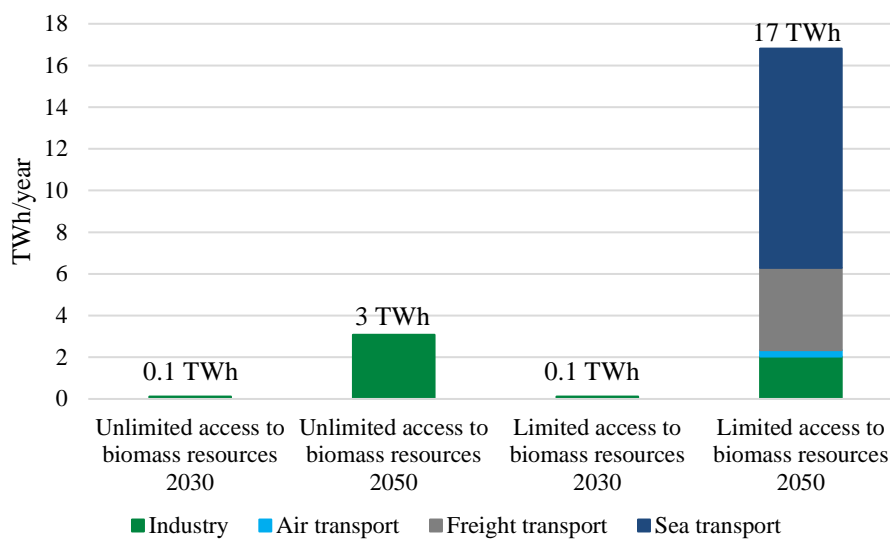 18
17 TWh
16
14
12
10
TWh/year
8
6
4
3 TWh
2
0.1 TWh
0.1 TWh
0
Unlimited access to
biomass resources
2030
Unlimited access to
biomass resources
2050
Limited access to
biomass resources
2030
Limited access to
biomass resources
2050
Industry
Air transport
Freight transport
Sea transport